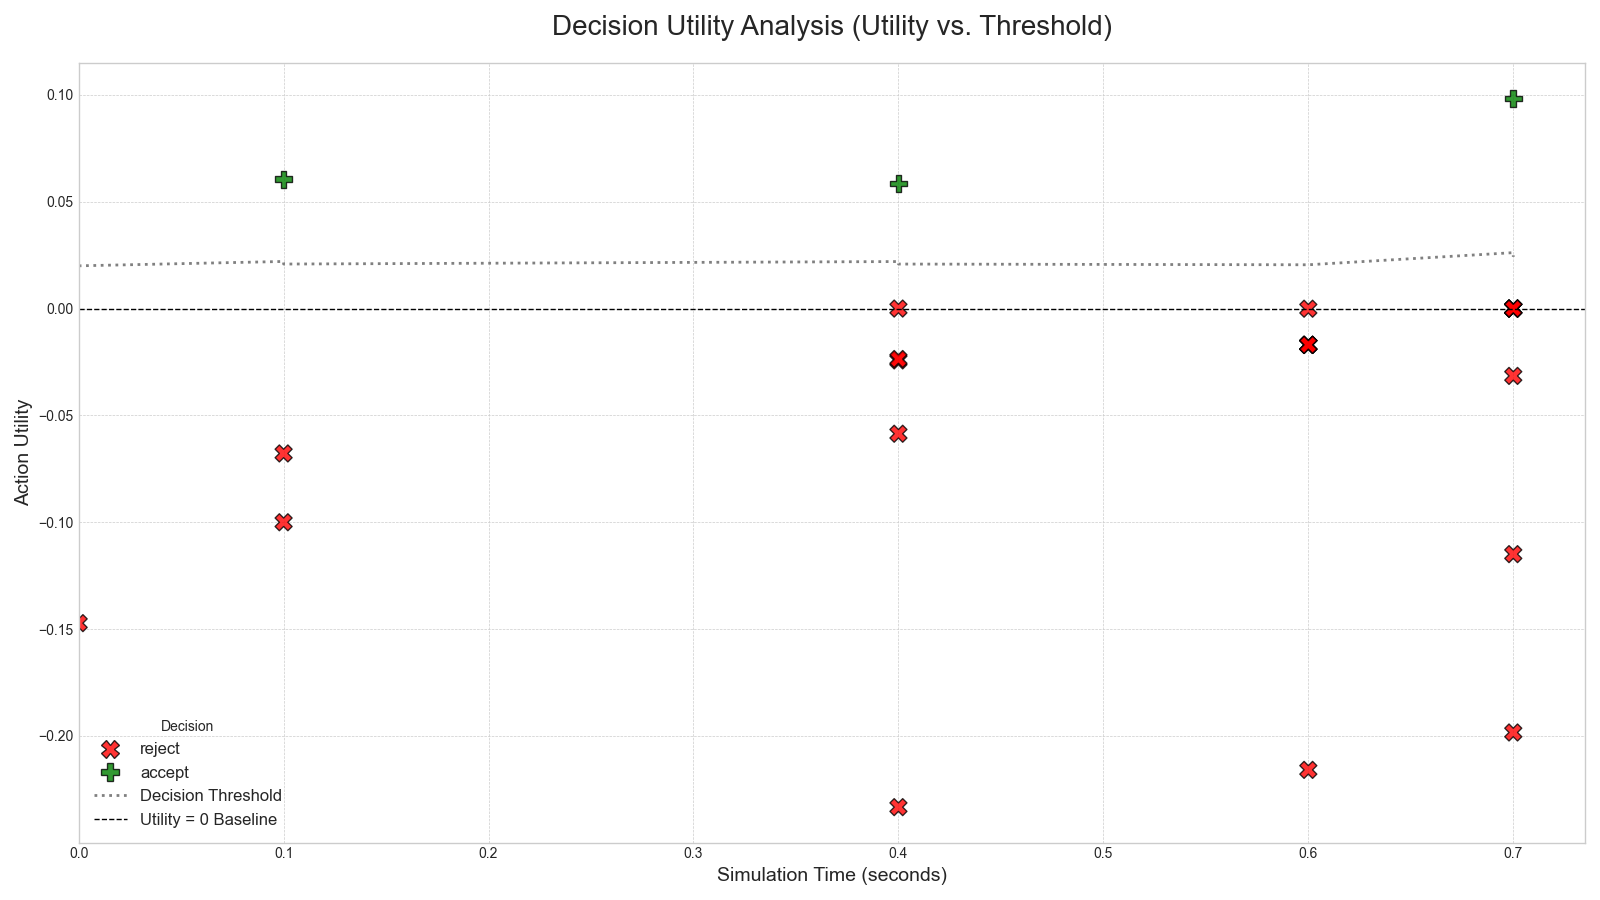 Decision Utility Analysis (Utility vs. Threshold)
0.10
0.05
0.00
−0.05
−0.10
−0.15
−0.20
Action Utility
Decision
reject
accept
Decision Threshold
Utility = 0 Baseline
0.0 0.1 0.2 0.3 0.4 0.5 0.6 0.7
Simulation Time (seconds)